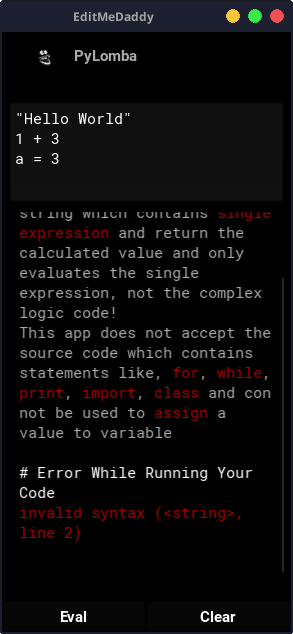 EditMeDaddy
PyLomba
"Hello World"
1 + 3
a = 3
string which contains single
expression and return the
calculated value and only
evaluates the single
expression, not the complex
logic code!
This app does not accept the
source code which contains
statements like, for, while,
print, import, class and con
not be used to assign a
value to variable
# Error While Running Your
Code
invalid syntax (<string>,
line 2)
Eval
Clear